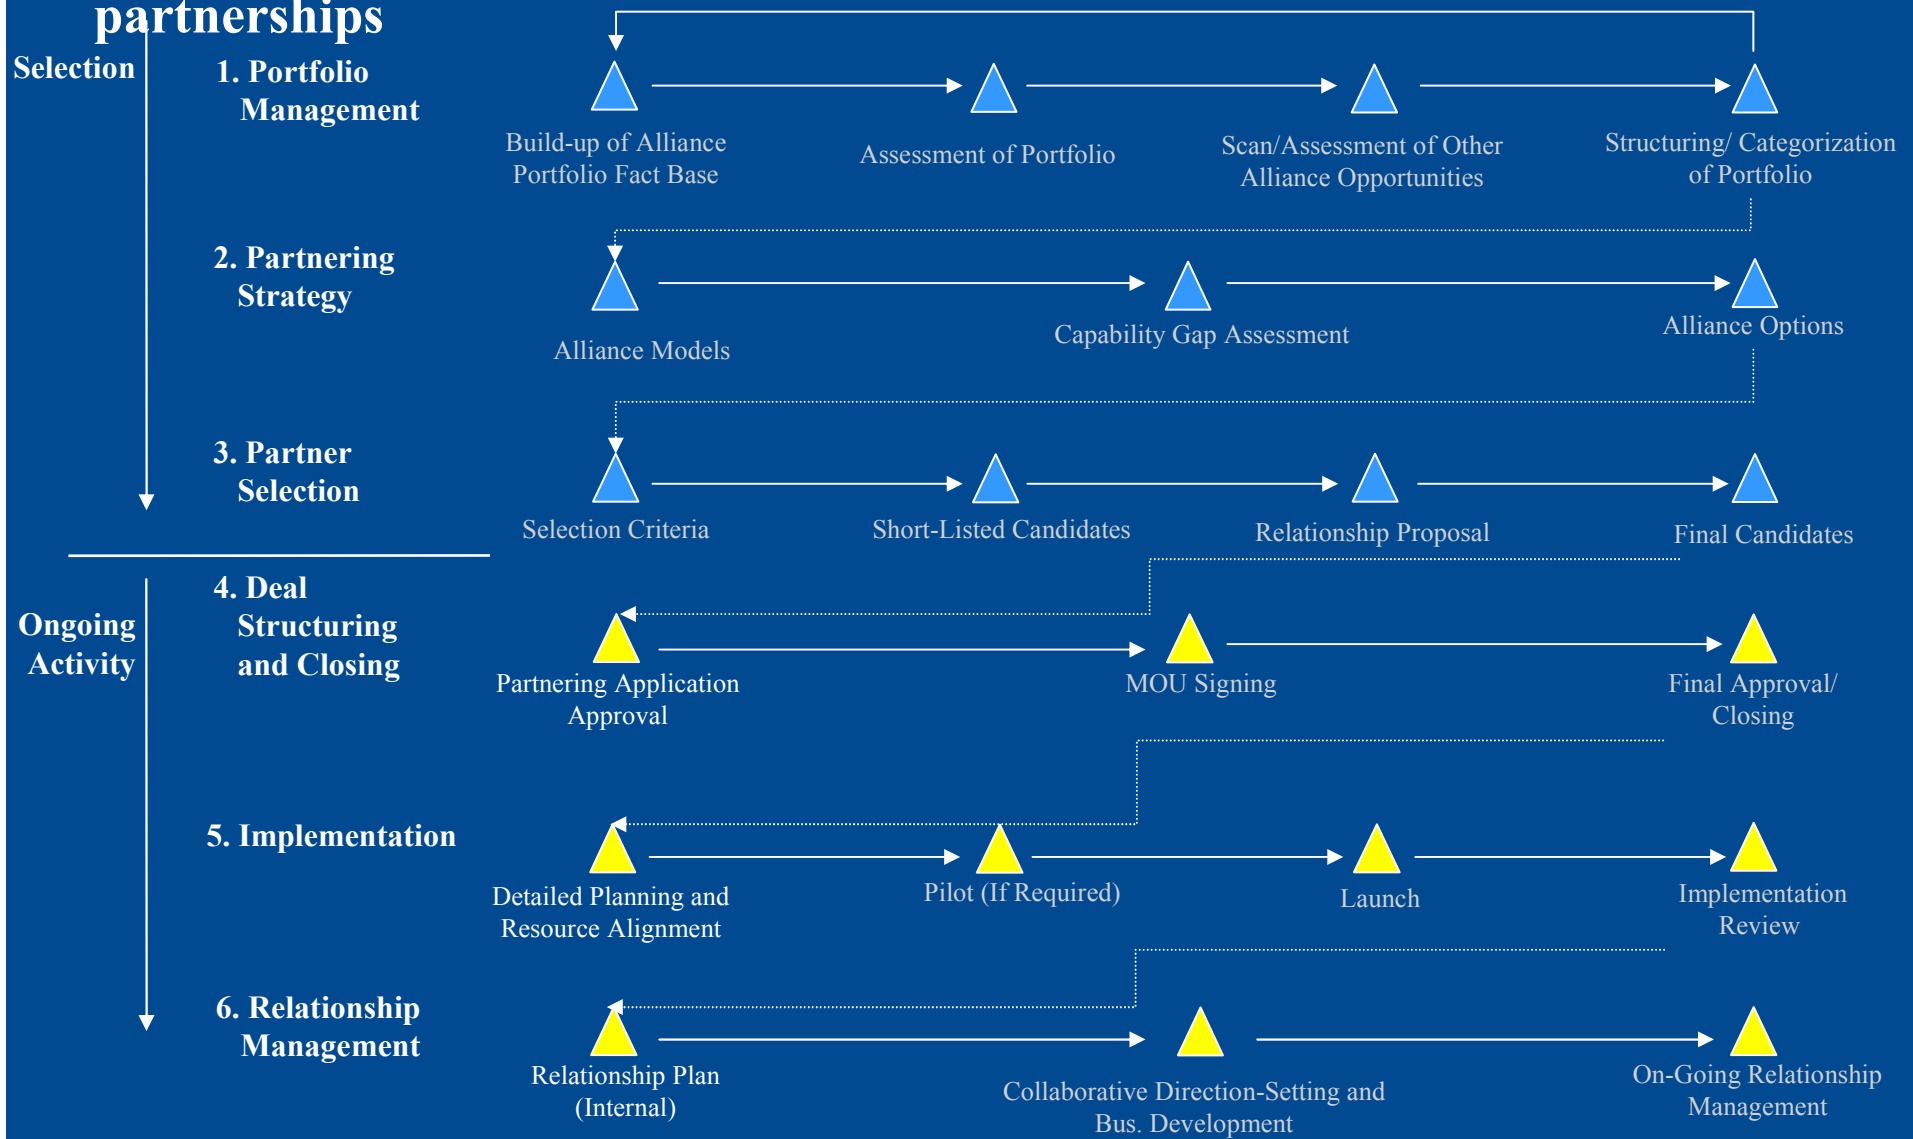 partnerships
Selection
1. Portfolio
Management
Build-up of Alliance
Portfolio Fact Base
Assessment of Portfolio
Scan/Assessment of Other
Alliance Opportunities
Structuring/ Categorization
of Portfolio
2. Partnering
Strategy
Alliance Models
Capability Gap Assessment
Alliance Options
3. Partner
Selection
Selection Criteria
Short-Listed Candidates
Relationship Proposal
Final Candidates
Ongoing
Activity
4. Deal
Structuring
and Closing
Partnering Application
Approval
MOU Signing
Final Approval/
Closing
5. Implementation
Detailed Planning and
Resource Alignment
Pilot (If Required)
Launch
Implementation
Review
6. Relationship
Management
Relationship Plan
(Internal)
Collaborative Direction-Setting and
Bus. Development
On-Going Relationship
Management